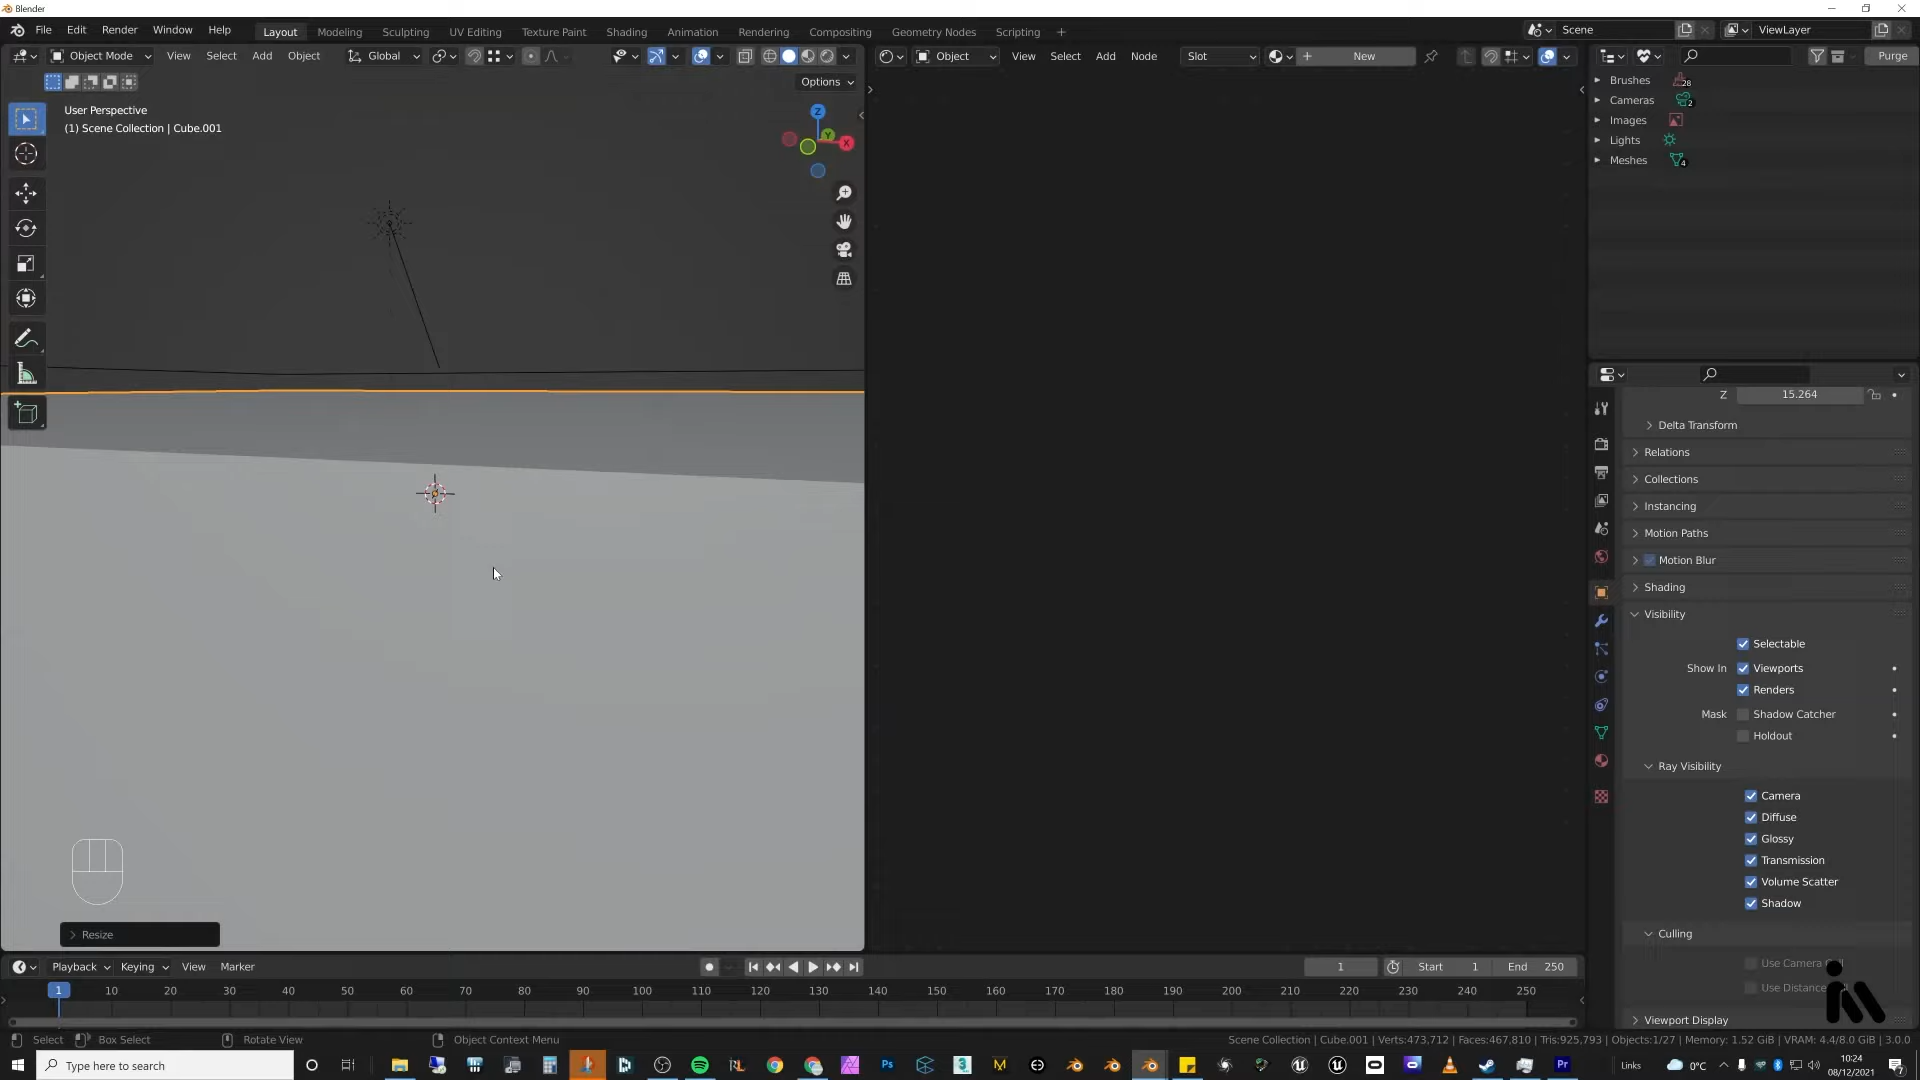 Blender
File Edit Render Window Help
Layout Modeling Sculpting UV Editing Texture Paint Shading Animation Rendering Compositing Geometry Nodes Scripting
Scene
ViewLayer
Object Mode View Select Add Object Global
Options
Object View Select Add Node Slot New
Purge
User Perspective
(1) Scene Collection | Cube.001
Z
Y
X
Brushes 28
Cameras 2
Images
Lights
Meshes 4
Z 15.264
Delta Transform
Relations
Collections
Instancing
Motion Paths
Motion Blur
Shading
Visibility
Selectable
Show In Viewports
Renders
Mask Shadow Catcher
Holdout
Ray Visibility
Camera
Diffuse
Glossy
Transmission
Volume Scatter
Shadow
Culling
Use Camera
Use Distance
Viewport Display
Resize
Playback Keying View Marker
1 Start 1 End 250
1 10 20 30 40 50 60 70 80 90 100 110 120 130 140 150 160 170 180 190 200 210 220 230 240 250
Select Box Select Rotate View Object Context Menu
Scene Collection | Cube.001 | Verts:473,712 | Faces:467,810 | Tris:925,793 | Objects:1/27 | Memory: 1.52 GiB | VRAM: 4.4/8.0 GiB | 3.0.0
Type here to search
Links
0°C
10:24
08/12/2021